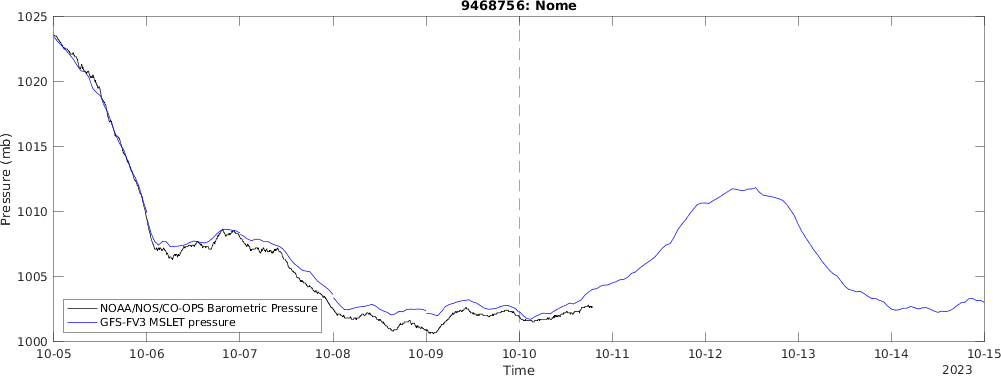 9468756: Nome
Pressure (mb)
1025
1020
1015
1010
1005
1000
NOAA/NOS/CO-OPS Barometric Pressure
GFS-FV3 MSLET pressure
10-05 10-06 10-07 10-08 10-09 10-10 10-11 10-12 10-13 10-14 10-15
Time
2023